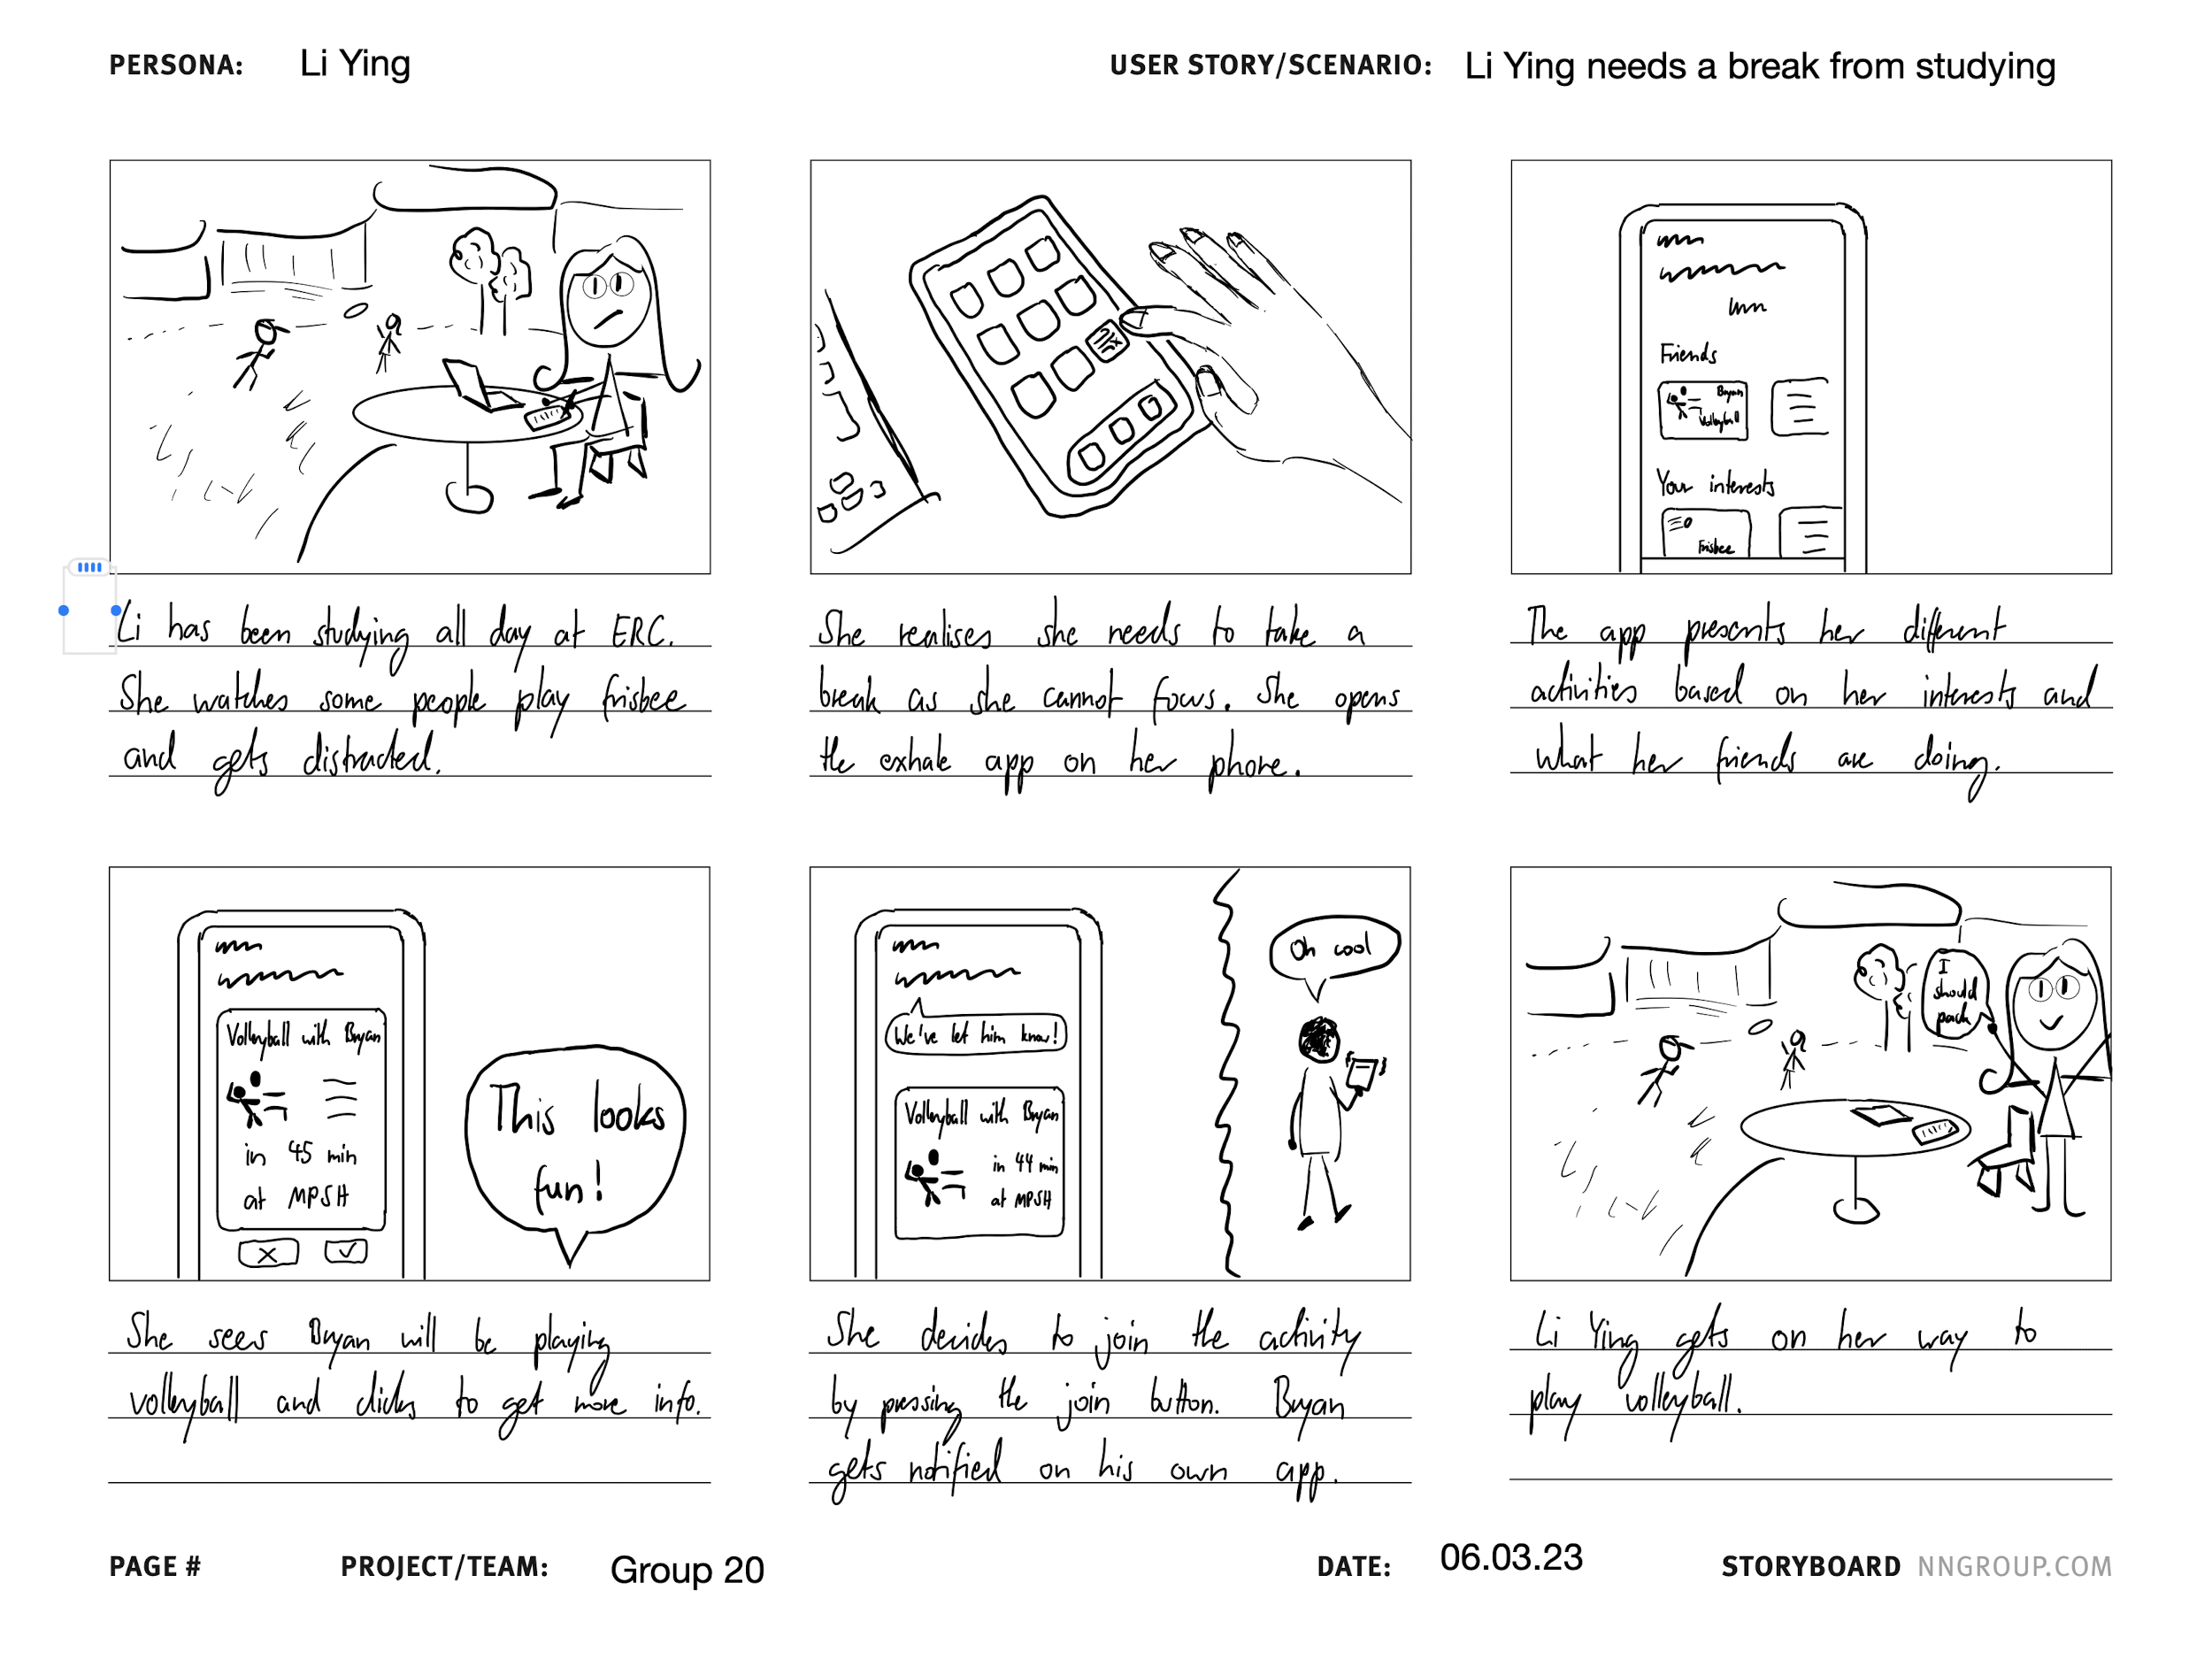 PERSONA: Li Ying
USER STORY/SCENARIO: Li Ying needs a break from studying
Friends
Bryan
Volleyball
Your interests
Frisbee
Li has been studying all day at ERC.
She watches some people play frisbee
and gets distracted.
She realises she needs to take a
break as she cannot focus. She opens
the exhale app on her phone.
The app presents her different
activities based on her interests and
what her friends are doing.
Volleyball with Bryan
in 45 min
at MPSH
This looks
fun!
We've let him know!
Volleyball with Bryan
in 44 min
at MPSH
Oh cool
I
should
pack
She sees Bryan will be playing
volleyball and clicks to get more info.
She decides to join the activity
by pressing the join button. Bryan
gets notified on his own app.
Li Ying gets on her way to
play volleyball.
PAGE #
PROJECT/TEAM: Group 20
DATE: 06.03.23
STORYBOARD NNGROUP.COM